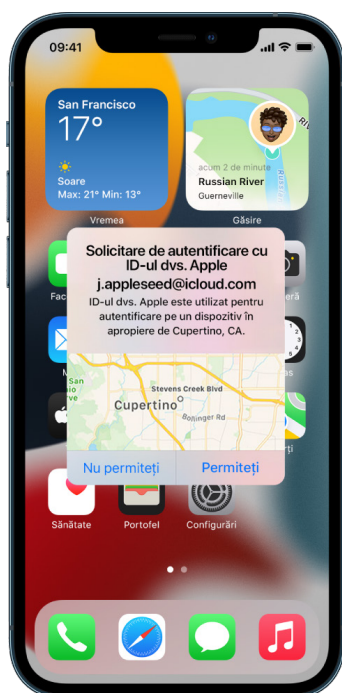 09:41
San Francisco
17°
Soare
Max: 21° Min: 13°
Vremea
acum 2 de minute
Russian River
Guerneville
Găsire
Solicitare de autentificare cu
ID-ul dvs. Apple
j.appleseed@icloud.com
ID-ul dvs. Apple este utilizat pentru
autentificare pe un dispozitiv în
apropiere de Cupertino, CA.
Stevens Creek Blvd
Cupertino
Bollinger Rd
San
Nu permiteți
Permiteți
Sănătate
Portofel
Configurări